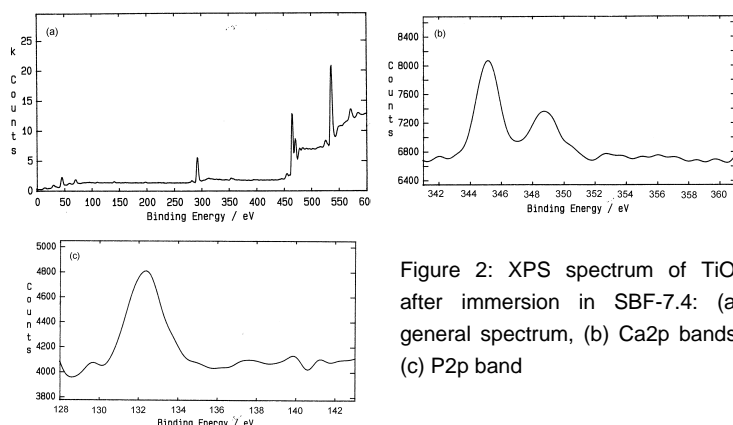 (a)
k
Counts
25
20
15
10
5
0
0 50 100 150 200 250 300 350 400 450 500 550 600
Binding Energy / eV
(b)
Counts
8400
8000
7600
7200
6800
6400
342 344 346 348 350 352 354 356 358 360
Binding Energy / eV
(c)
Counts
5000
4800
4600
4400
4200
4000
3800
128 130 132 134 136 138 140 142
Binding Energy / eV
Figure 2: XPS spectrum of TiO
after immersion in SBF-7.4: (a
general spectrum, (b) Ca2p bands
(c) P2p band